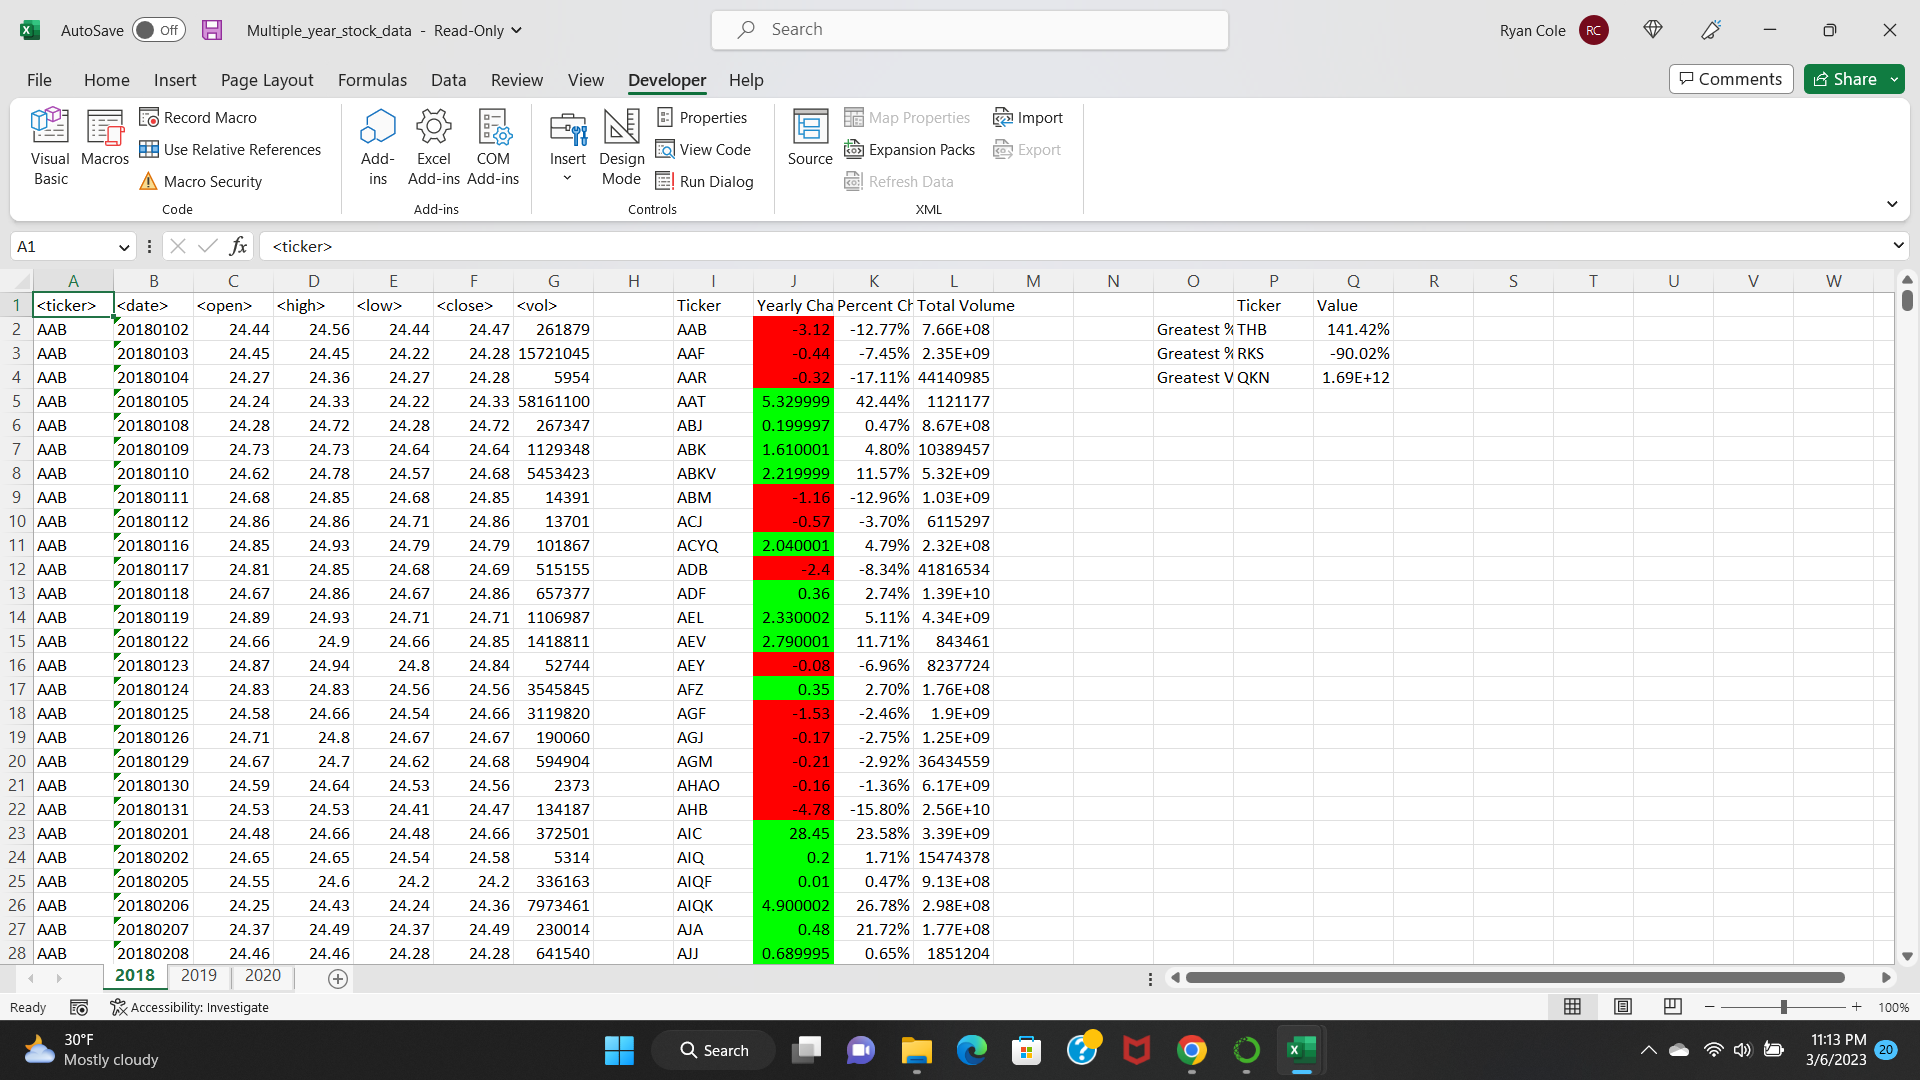 AutoSave Off Multiple_year_stock_data - Read-Only Search Ryan Cole RC
File Home Insert Page Layout Formulas Data Review View Developer Help Comments Share
Visual Basic
Macros
Record Macro
Use Relative References
Macro Security
Code
Add-ins
Excel Add-ins
COM Add-ins
Add-ins
Insert
Design Mode
Properties
View Code
Run Dialog
Controls
Source
Map Properties
Expansion Packs
Refresh Data
Import
Export
XML
A1 fx <ticker>
A B C D E F G H I J K L M N O P Q R S T U V W
1 <ticker> <date> <open> <high> <low> <close> <vol> Ticker Yearly Cha Percent Ch Total Volume Ticker Value
2 AAB 20180102 24.44 24.56 24.44 24.47 261879 AAB -3.12 -12.77% 7.66E+08 Greatest % THB 141.42%
3 AAB 20180103 24.45 24.45 24.22 24.28 15721045 AAF -0.44 -7.45% 2.35E+09 Greatest % RKS -90.02%
4 AAB 20180104 24.27 24.36 24.27 24.28 5954 AAR -0.32 -17.11% 44140985 Greatest V QKN 1.69E+12
5 AAB 20180105 24.24 24.33 24.22 24.33 58161100 AAT 5.329999 42.44% 1121177
6 AAB 20180108 24.28 24.72 24.28 24.72 267347 ABJ 0.199997 0.47% 8.67E+08
7 AAB 20180109 24.73 24.73 24.64 24.64 1129348 ABK 1.610001 4.80% 10389457
8 AAB 20180110 24.62 24.78 24.57 24.68 5453423 ABKV 2.219999 11.57% 5.32E+09
9 AAB 20180111 24.68 24.85 24.68 24.85 14391 ABM -1.16 -12.96% 1.03E+09
10 AAB 20180112 24.86 24.86 24.71 24.86 13701 ACJ -0.57 -3.70% 6115297
11 AAB 20180116 24.85 24.93 24.79 24.79 101867 ACYQ 2.040001 4.79% 2.32E+08
12 AAB 20180117 24.81 24.85 24.68 24.69 515155 ADB -2.4 -8.34% 41816534
13 AAB 20180118 24.67 24.86 24.67 24.86 657377 ADF 0.36 2.74% 1.39E+10
14 AAB 20180119 24.89 24.93 24.71 24.71 1106987 AEL 2.330002 5.11% 4.34E+09
15 AAB 20180122 24.66 24.9 24.66 24.85 1418811 AEV 2.790001 11.71% 843461
16 AAB 20180123 24.87 24.94 24.8 24.84 52744 AEY -0.08 -6.96% 8237724
17 AAB 20180124 24.83 24.83 24.56 24.56 3545845 AFZ 0.35 2.70% 1.76E+08
18 AAB 20180125 24.58 24.66 24.54 24.66 3119820 AGF -1.53 -2.46% 1.9E+09
19 AAB 20180126 24.71 24.8 24.67 24.67 190060 AGJ -0.17 -2.75% 1.25E+09
20 AAB 20180129 24.67 24.7 24.62 24.68 594904 AGM -0.21 -2.92% 36434559
21 AAB 20180130 24.59 24.64 24.53 24.56 2373 AHAO -0.16 -1.36% 6.17E+09
22 AAB 20180131 24.53 24.53 24.41 24.47 134187 AHB -4.78 -15.80% 2.56E+10
23 AAB 20180201 24.48 24.66 24.48 24.66 372501 AIC 28.45 23.58% 3.39E+09
24 AAB 20180202 24.65 24.65 24.54 24.58 5314 AIQ 0.2 1.71% 15474378
25 AAB 20180205 24.55 24.6 24.2 24.2 336163 AIQF 0.01 0.47% 9.13E+08
26 AAB 20180206 24.25 24.43 24.24 24.36 7973461 AIQK 4.900002 26.78% 2.98E+08
27 AAB 20180207 24.37 24.49 24.37 24.49 230014 AJA 0.48 21.72% 1.77E+08
28 AAB 20180208 24.46 24.46 24.28 24.28 641540 AJJ 0.689995 0.65% 1851204
2018 2019 2020
Ready Accessibility: Investigate 100%
30°F
Mostly cloudy
Search
11:13 PM
3/6/2023
20